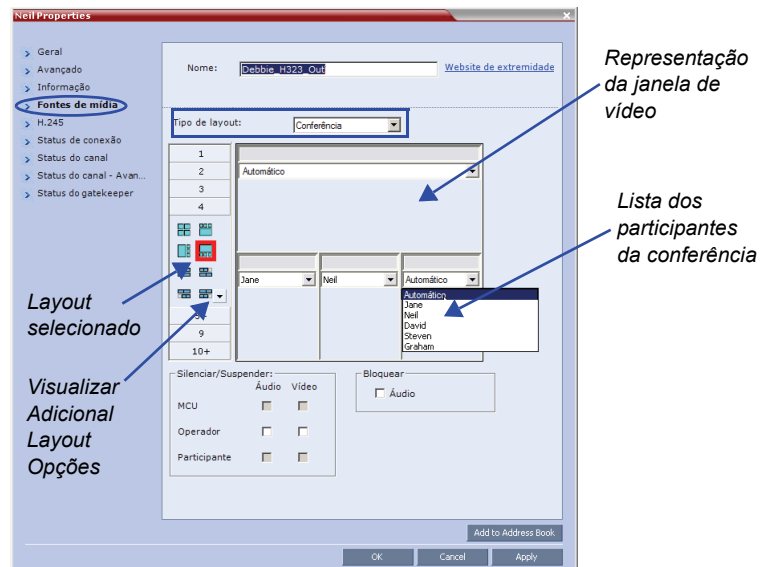 Neil Properties
x
Geral
Avançado
Informação
Fontes de mídia
H.245
Status de conexão
Status do canal
Status do canal - Avan...
Status do gatekeeper
Nome:
Debbie_H323_Out
Website de extremidade
Tipo de layout:
Conferência
1
2
3
4
Automático
Jane
Neil
Automático
Automático
Jane
Neil
David
Steven
Graham
9
10+
Silenciar/Suspender:
Áudio Vídeo
MCU
Operador
Participante
Bloquear
Áudio
Add to Address Book
OK
Cancel
Apply
Representação
da janela de
vídeo
Lista dos
participantes
da conferência
Layout
selecionado
Visualizar
Adicional
Layout
Opções